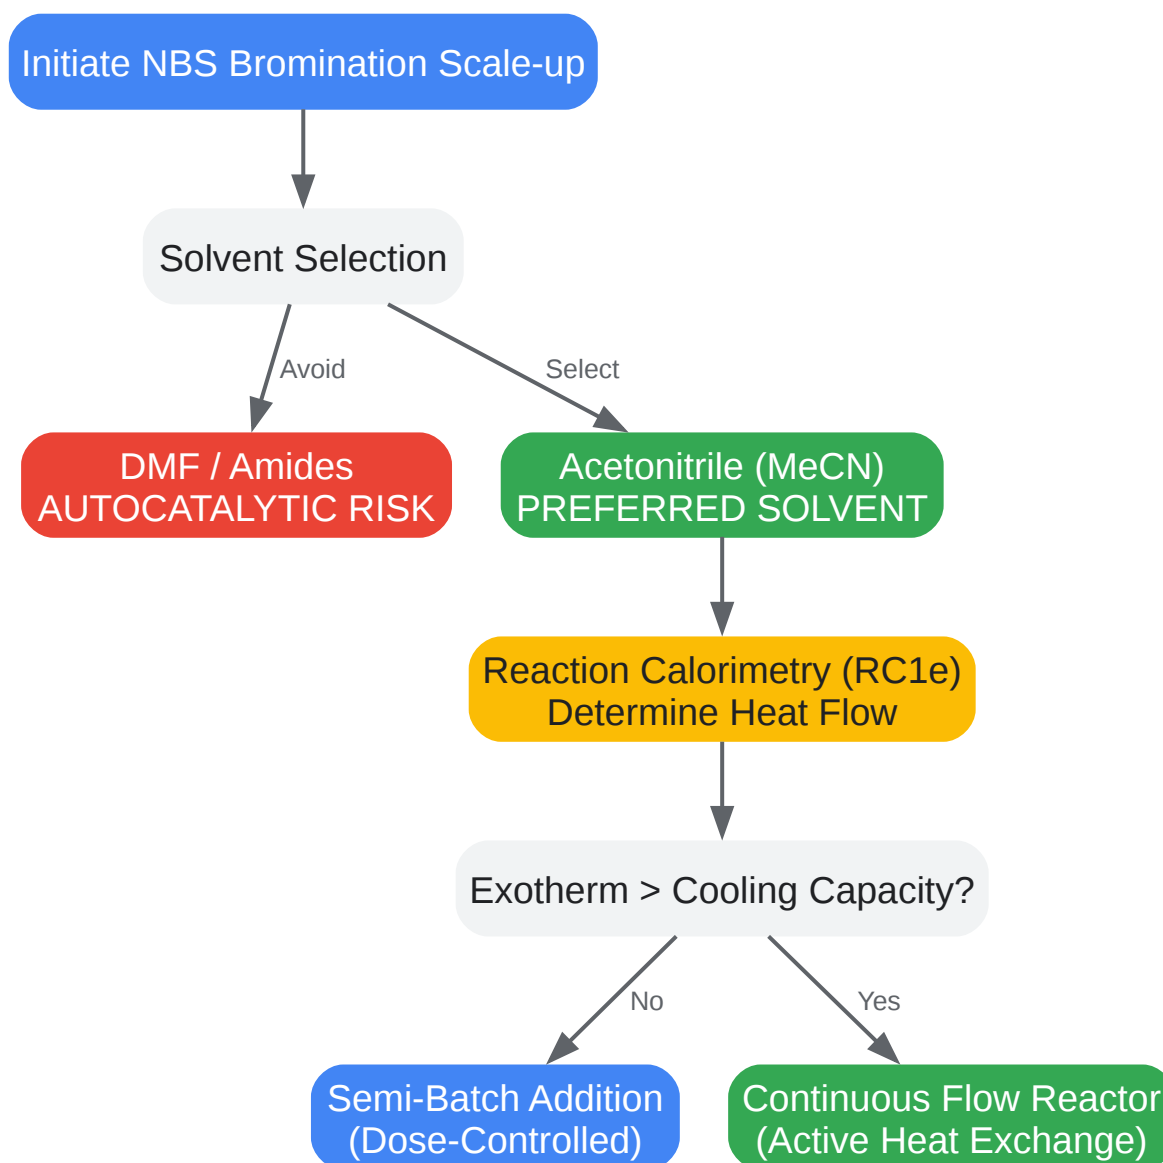 Initiate NBS Bromination Scale-up
Solvent Selection
Avoid
Select
DMF / Amides
AUTOCATALYTIC RISK
Acetonitrile (MeCN)
PREFERRED SOLVENT
Reaction Calorimetry (RC1e)
Determine Heat Flow
Exotherm > Cooling Capacity?
No
Yes
Semi-Batch Addition
(Dose-Controlled)
Continuous Flow Reactor
(Active Heat Exchange)